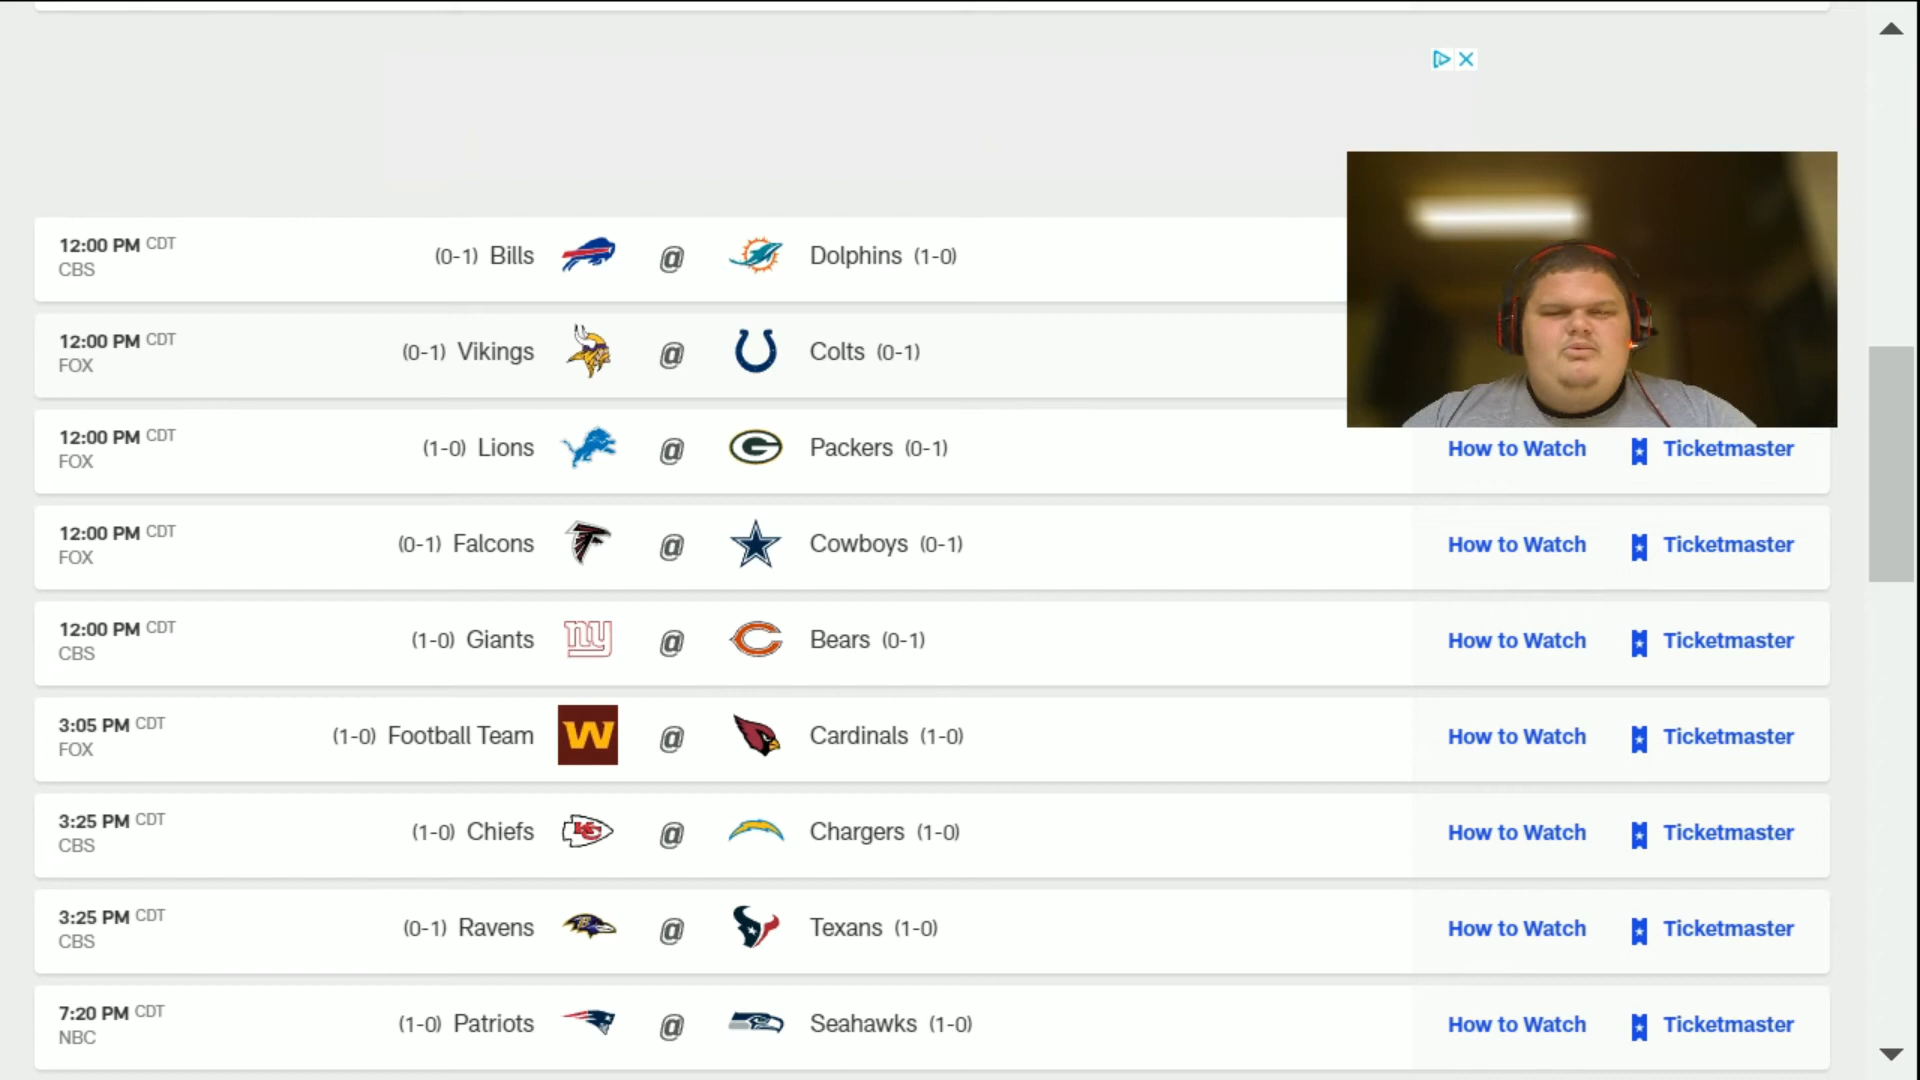 12:00 PM CDT (0-1) Bills @ Dolphins (1-0)
CBS
12:00 PM CDT (0-1) Vikings @ Colts (0-1)
FOX
12:00 PM CDT (1-0) Lions @ Packers (0-1) How to Watch Ticketmaster
FOX
12:00 PM CDT (0-1) Falcons @ Cowboys (0-1) How to Watch Ticketmaster
FOX
12:00 PM CDT (1-0) Giants ny @ Bears (0-1) How to Watch Ticketmaster
CBS
3:05 PM CDT (1-0) Football Team W @ Cardinals (1-0) How to Watch Ticketmaster
FOX
3:25 PM CDT (1-0) Chiefs KC @ Chargers (1-0) How to Watch Ticketmaster
CBS
3:25 PM CDT (0-1) Ravens @ Texans (1-0) How to Watch Ticketmaster
CBS
7:20 PM CDT (1-0) Patriots @ Seahawks (1-0) How to Watch Ticketmaster
NBC